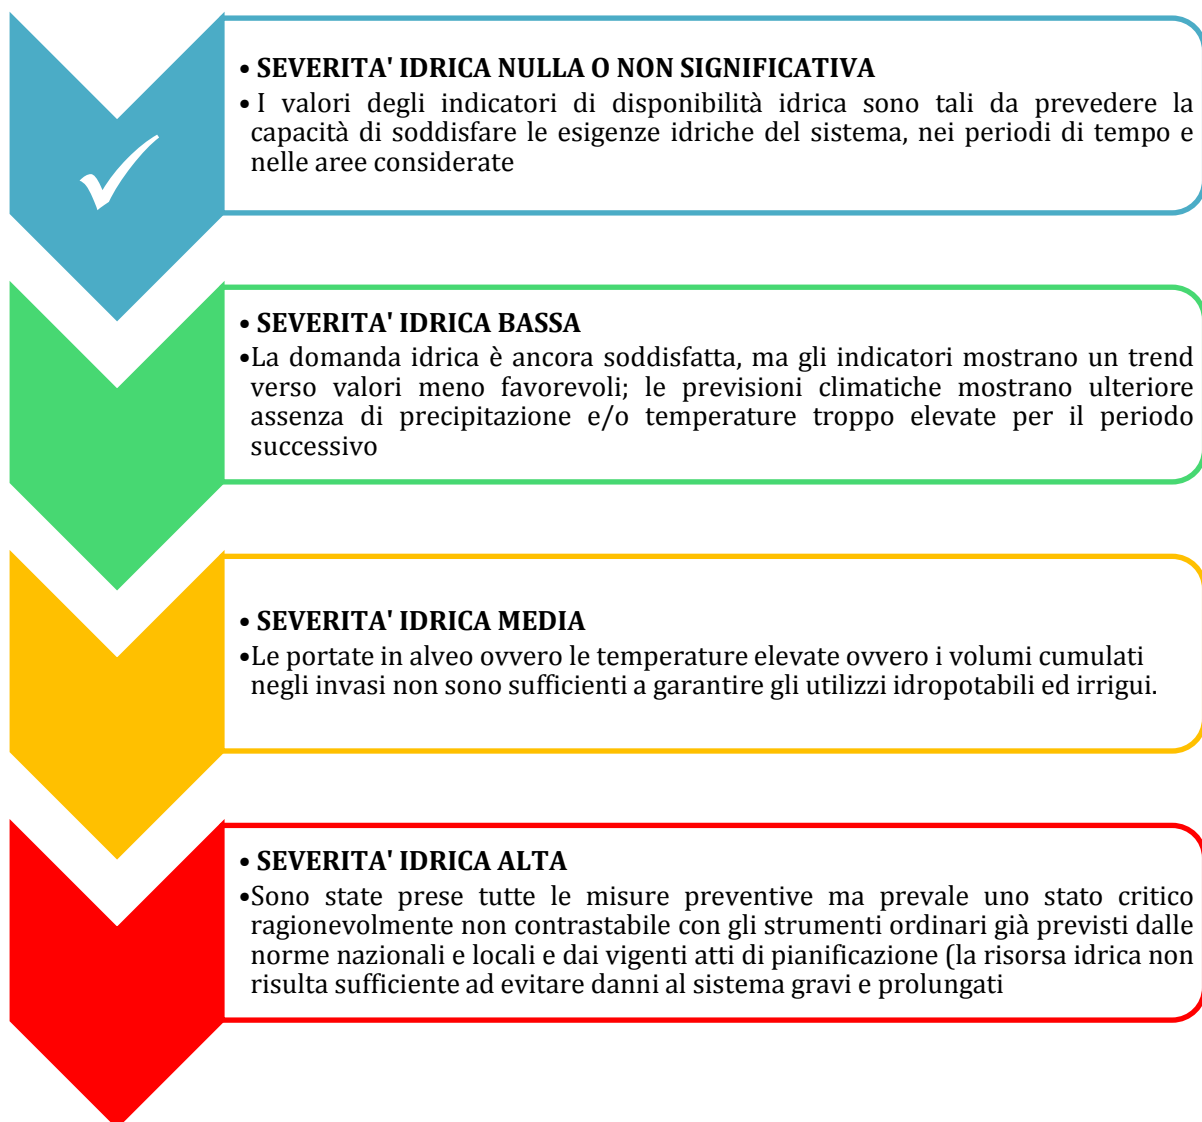 • SEVERITA' IDRICA NULLA O NON SIGNIFICATIVA
• I valori degli indicatori di disponibilità idrica sono tali da prevedere la
capacità di soddisfare le esigenze idriche del sistema, nei periodi di tempo e
nelle aree considerate
• SEVERITA' IDRICA BASSA
•La domanda idrica è ancora soddisfatta, ma gli indicatori mostrano un trend
verso valori meno favorevoli; le previsioni climatiche mostrano ulteriore
assenza di precipitazione e/o temperature troppo elevate per il periodo
successivo
• SEVERITA' IDRICA MEDIA
•Le portate in alveo ovvero le temperature elevate ovvero i volumi cumulati
negli invasi non sono sufficienti a garantire gli utilizzi idropotabili ed irrigui.
• SEVERITA' IDRICA ALTA
•Sono state prese tutte le misure preventive ma prevale uno stato critico
ragionevolmente non contrastabile con gli strumenti ordinari già previsti dalle
norme nazionali e locali e dai vigenti atti di pianificazione (la risorsa idrica non
risulta sufficiente ad evitare danni al sistema gravi e prolungati